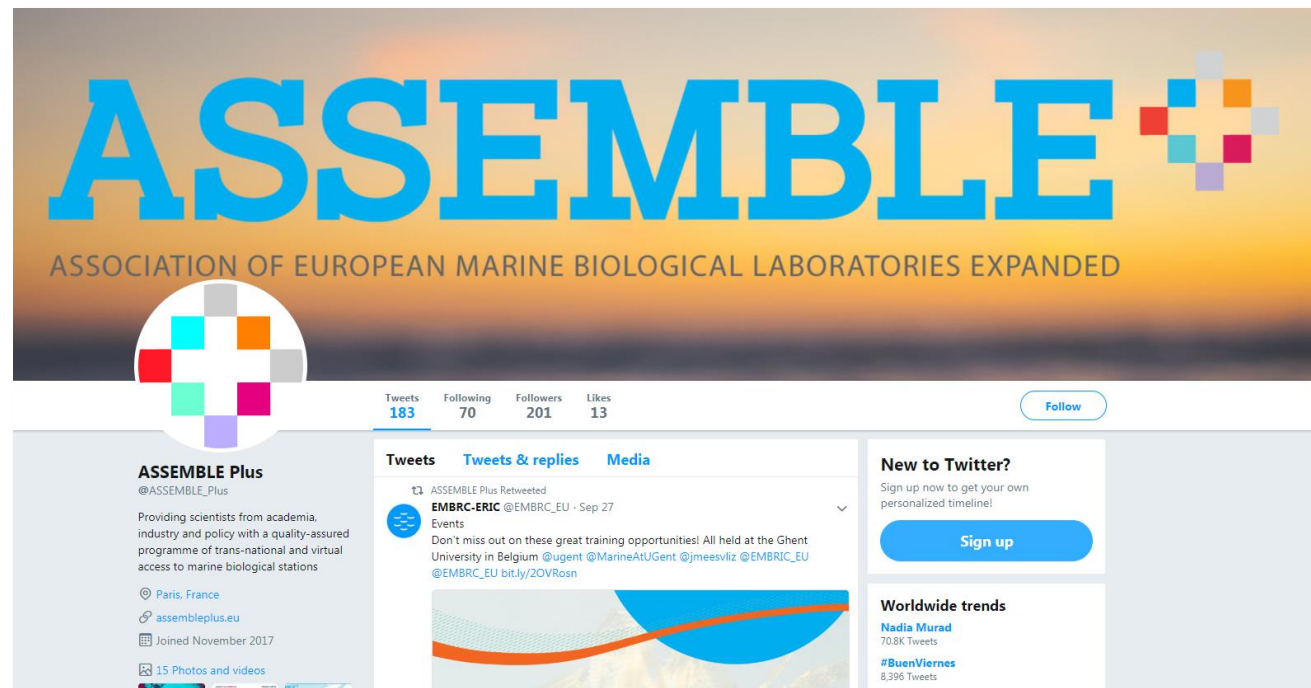 ASSEMBLE
ASSOCIATION OF EUROPEAN MARINE BIOLOGICAL LABORATORIES EXPANDED
Tweets
183
Following
70
Followers
201
Likes
13
Follow
ASSEMBLE Plus
@ASSEMBLE_Plus
Providing scientists from academia,
industry and policy with a quality-assured
programme of trans-national and virtual
access to marine biological stations
Paris, France
assembleplus.eu
Joined November 2017
15 Photos and videos
Tweets Tweets & replies Media
ASSEMBLE Plus Retweeted
EMBRC-ERIC @EMBRC_EU · Sep 27
Events
Don't miss out on these great training opportunities! All held at the Ghent
University in Belgium @ugent @MarineAtUGent @jmeesvliz @EMBRIC_EU
@EMBRC_EU bit.ly/2OVRosn
New to Twitter?
Sign up now to get your own
personalized timeline!
Sign up
Worldwide trends
Nadia Murad
70.8K Tweets
#BuenViernes
8,396 Tweets